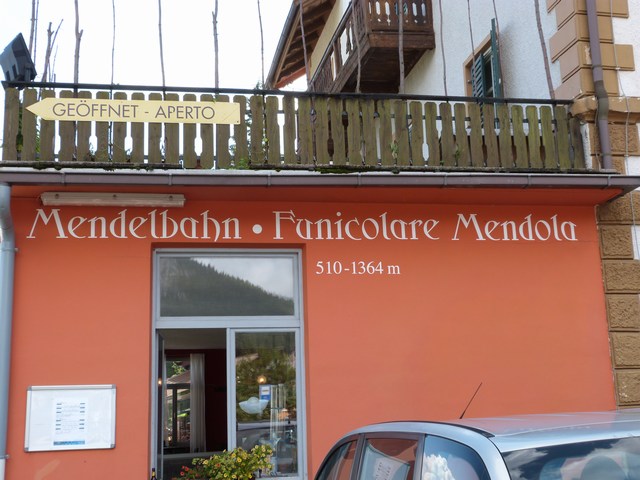 GEÖFFNET - APERTO
Mendelbahn • Funicolare Mendola
510-1364 m